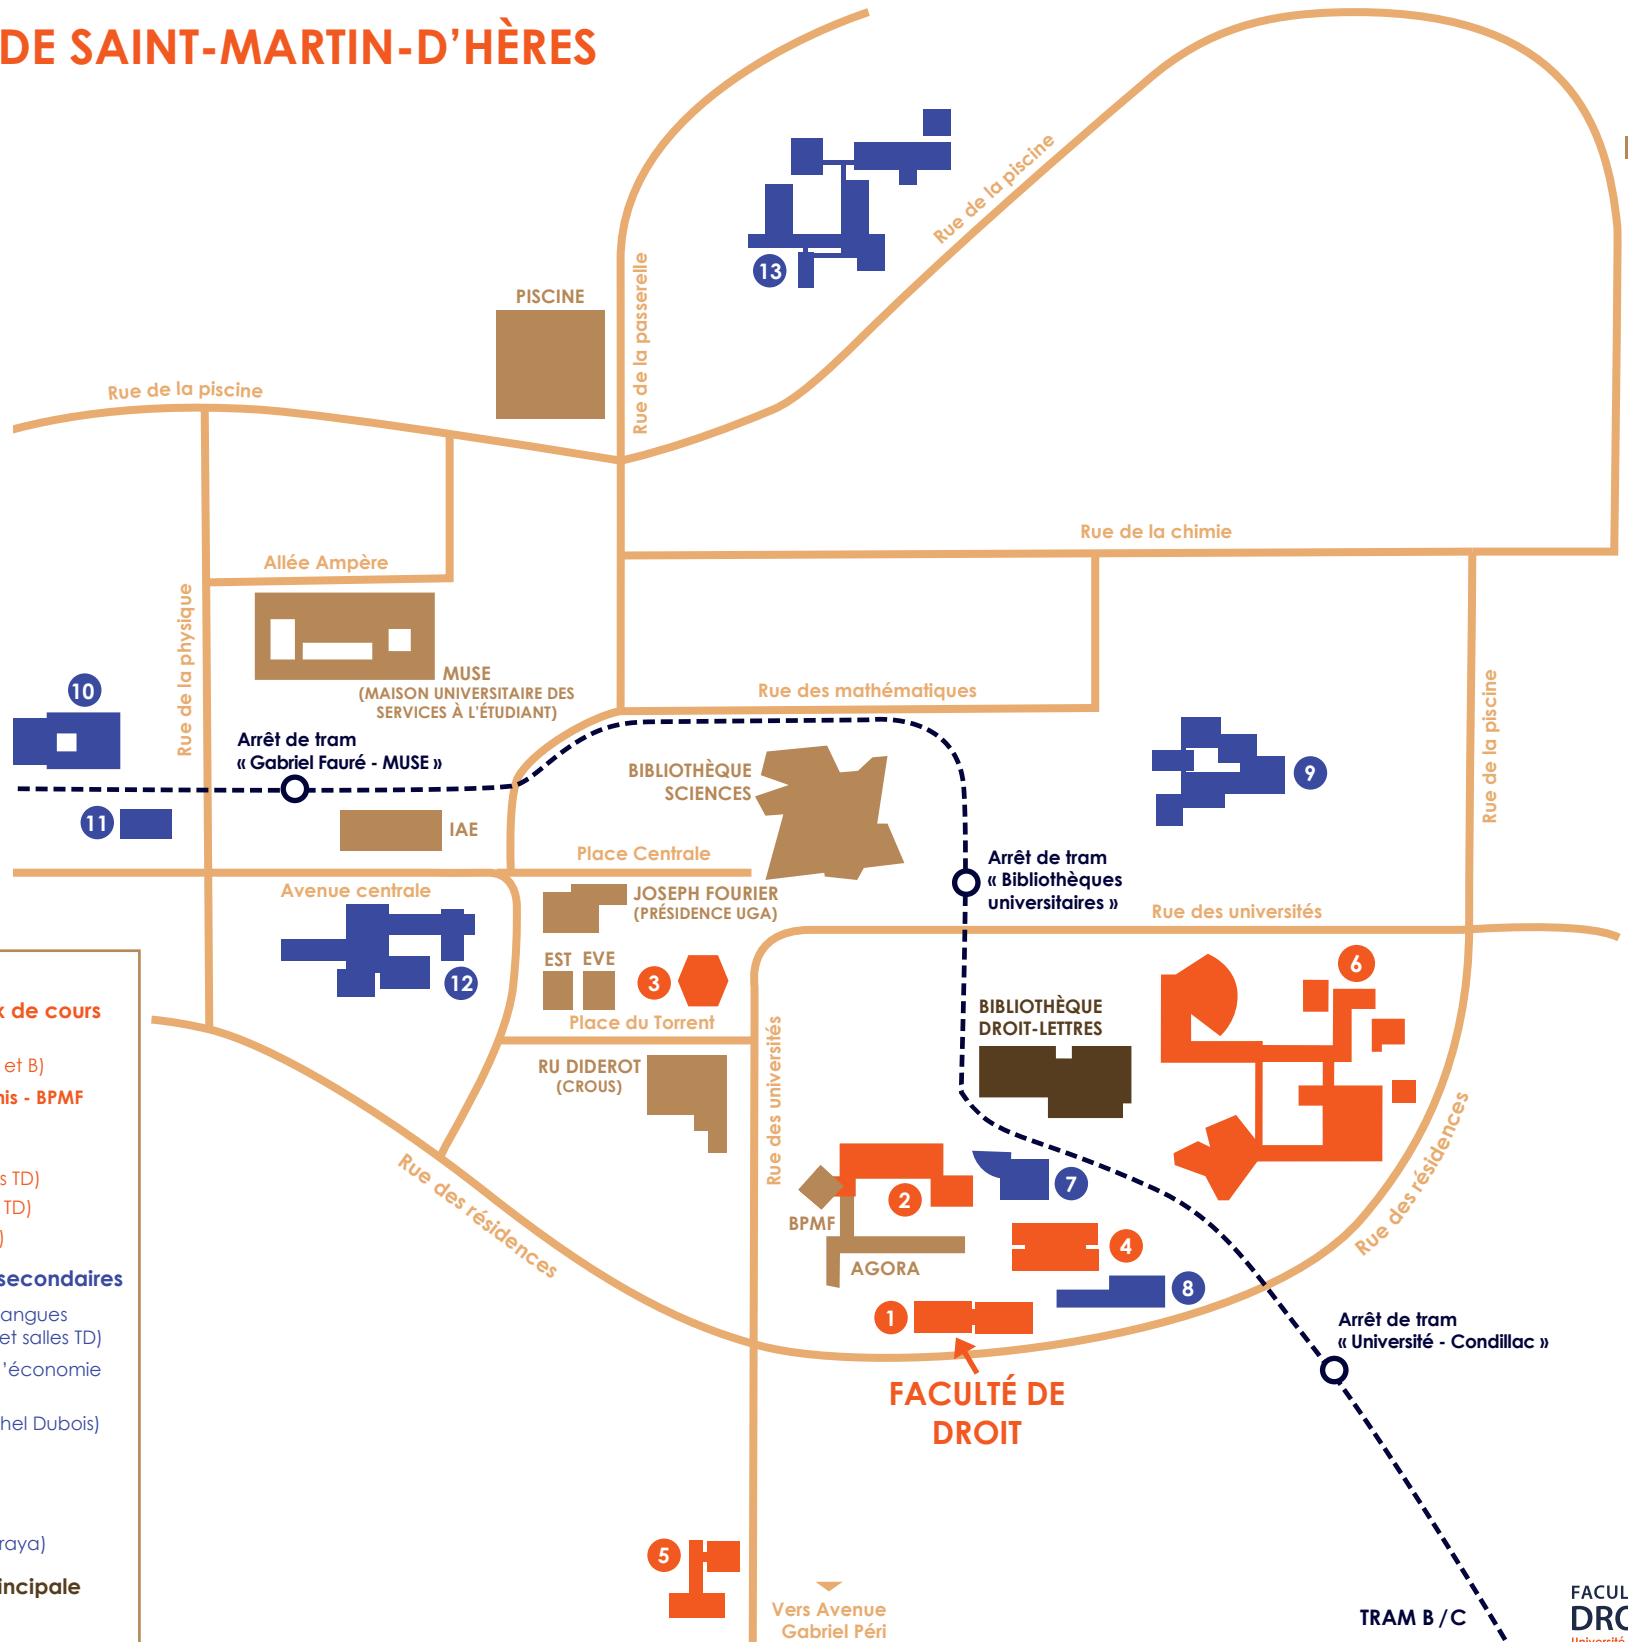 DE SAINT-MARTIN-D'HÈRES
Rue de la piscine
13
PISCINE
Rue de la passerelle
Rue de la piscine
Rue de la chimie
Allée Ampère
Rue de la physique
MUSE
(MAISON UNIVERSITAIRE DES
SERVICES À L'ÉTUDIANT)
10
Rue des mathématiques
Rue de la piscine
Arrêt de tram
« Gabriel Fauré - MUSE »
BIBLIOTHÈQUE
SCIENCES
9
11
IAE
Place Centrale
Arrêt de tram
« Bibliothèques
universitaires »
Avenue centrale
JOSEPH FOURIER
(PRÉSIDENCE UGA)
Rue des universités
12
EST EVE
3
6
Place du Torrent
BIBLIOTHÈQUE
DROIT-LETTRES
RU DIDEROT
(CROUS)
Rue des universités
Rue des résidences
Rue des résidences
2
7
BPMF
4
AGORA
8
1
FACULTÉ DE
DROIT
Arrêt de tram
« Université - Condillac »
5
Vers Avenue
Gabriel Péri
TRAM B / C
de cours
et B)
- BPMF
TD)
TD)
)
secondaires
et salles TD)
'économie
Dubois)
FACUL
DRO
Université